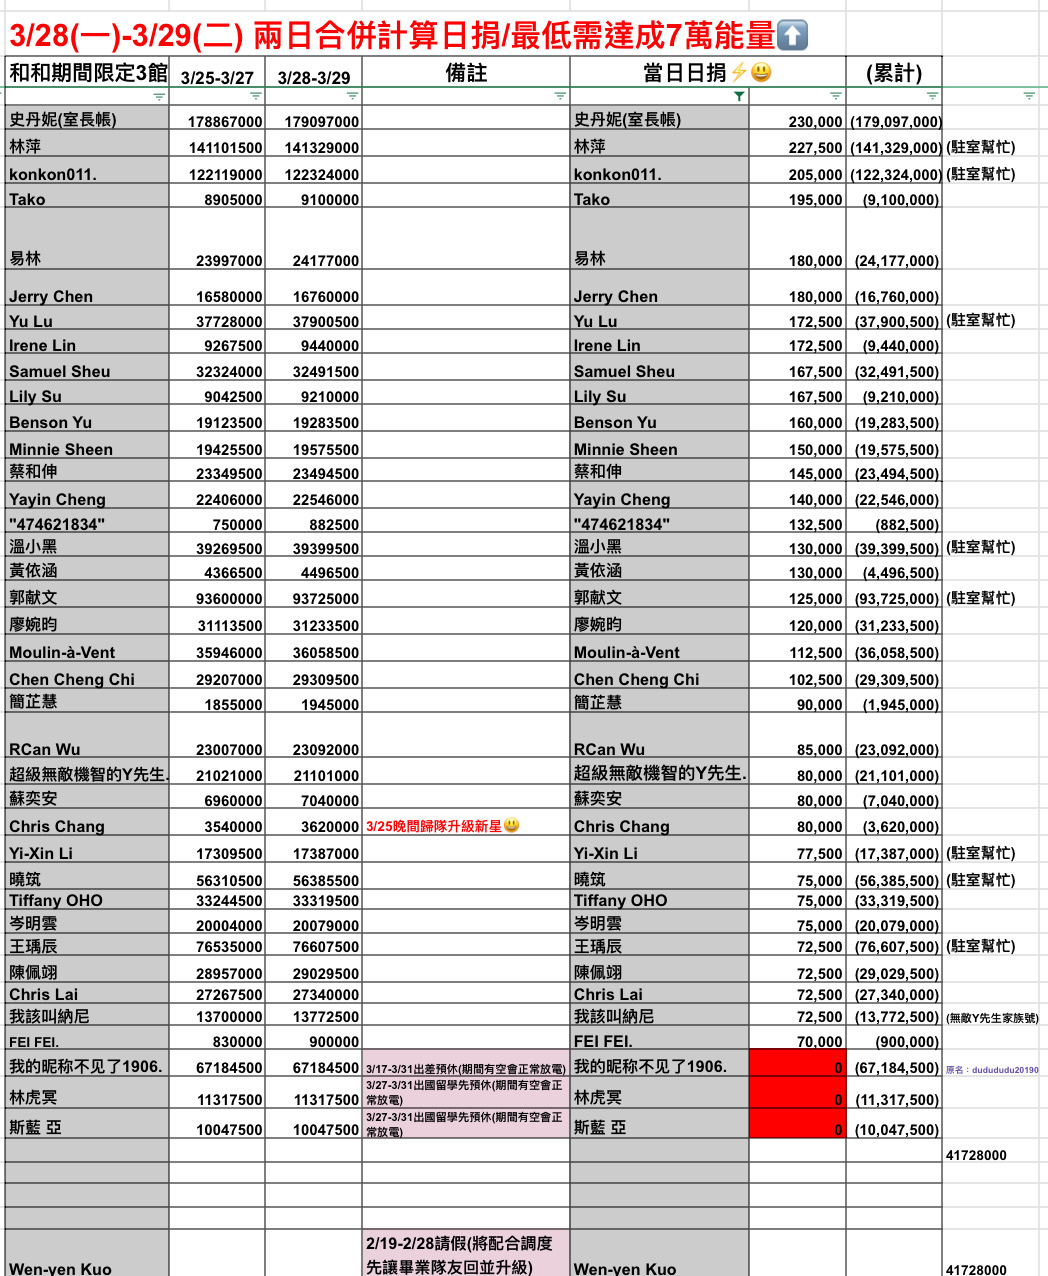 3/28(一)-3/29(二) 兩日合併計算日捐/最低需達成7萬能量⬆️
和和期間限定3館 3/25-3/27 3/28-3/29 備註 當日日捐⚡😃 (累計)
史丹妮(室長帳) 178867000 179097000 史丹妮(室長帳) 230,000 (179,097,000)
林萍 141101500 141329000 林萍 227,500 (141,329,000) (駐室幫忙)
konkon011. 122119000 122324000 konkon011. 205,000 (122,324,000) (駐室幫忙)
Tako 8905000 9100000 Tako 195,000 (9,100,000)
易林 23997000 24177000 易林 180,000 (24,177,000)
Jerry Chen 16580000 16760000 Jerry Chen 180,000 (16,760,000)
Yu Lu 37728000 37900500 Yu Lu 172,500 (37,900,500) (駐室幫忙)
Irene Lin 9267500 9440000 Irene Lin 172,500 (9,440,000)
Samuel Sheu 32324000 32491500 Samuel Sheu 167,500 (32,491,500)
Lily Su 9042500 9210000 Lily Su 167,500 (9,210,000)
Benson Yu 19123500 19283500 Benson Yu 160,000 (19,283,500)
Minnie Sheen 19425500 19575500 Minnie Sheen 150,000 (19,575,500)
蔡和伸 23349500 23494500 蔡和伸 145,000 (23,494,500)
Yayin Cheng 22406000 22546000 Yayin Cheng 140,000 (22,546,000)
"474621834" 750000 882500 "474621834" 132,500 (882,500)
溫小黑 39269500 39399500 溫小黑 130,000 (39,399,500) (駐室幫忙)
黃依涵 4366500 4496500 黃依涵 130,000 (4,496,500)
郭献文 93600000 93725000 郭献文 125,000 (93,725,000) (駐室幫忙)
廖婉昀 31113500 31233500 廖婉昀 120,000 (31,233,500)
Moulin-à-Vent 35946000 36058500 Moulin-à-Vent 112,500 (36,058,500)
Chen Cheng Chi 29207000 29309500 Chen Cheng Chi 102,500 (29,309,500)
簡芷慧 1855000 1945000 簡芷慧 90,000 (1,945,000)
RCan Wu 23007000 23092000 RCan Wu 85,000 (23,092,000)
超級無敵機智的Y先生. 21021000 21101000 超級無敵機智的Y先生. 80,000 (21,101,000)
蘇奕安 6960000 7040000 蘇奕安 80,000 (7,040,000)
Chris Chang 3540000 3620000 3/25晚間歸隊升級新星😃 Chris Chang 80,000 (3,620,000)
Yi-Xin Li 17309500 17387000 Yi-Xin Li 77,500 (17,387,000) (駐室幫忙)
曉筑 56310500 56385500 曉筑 75,000 (56,385,500) (駐室幫忙)
Tiffany OHO 33244500 33319500 Tiffany OHO 75,000 (33,319,500)
岑明雲 20004000 20079000 岑明雲 75,000 (20,079,000)
王瑀辰 76535000 76607500 王瑀辰 72,500 (76,607,500) (駐室幫忙)
陳佩翊 28957000 29029500 陳佩翊 72,500 (29,029,500)
Chris Lai 27267500 27340000 Chris Lai 72,500 (27,340,000)
我該叫納尼 13700000 13772500 我該叫納尼 72,500 (13,772,500) (無敵Y先生家族號)
FEI FEI. 830000 900000 FEI FEI. 70,000 (900,000)
我的昵称不见了1906. 67184500 67184500 3/17-3/31出差預休(期間有空會正常放電) 我的昵称不见了1906. 0 (67,184,500) 原名：dudududu20190
3/27-3/31出國留學先預休(期間有空會正
林虎冥 11317500 11317500 常放電) 林虎冥 0 (11,317,500)
3/27-3/31出國留學先預休(期間有空會正
斯藍 亞 10047500 10047500 常放電) 斯藍 亞 0 (10,047,500)
41728000
2/19-2/28請假(將配合調度
Wen-yen Kuo 先讓畢業隊友回並升級) Wen-yen Kuo 41728000